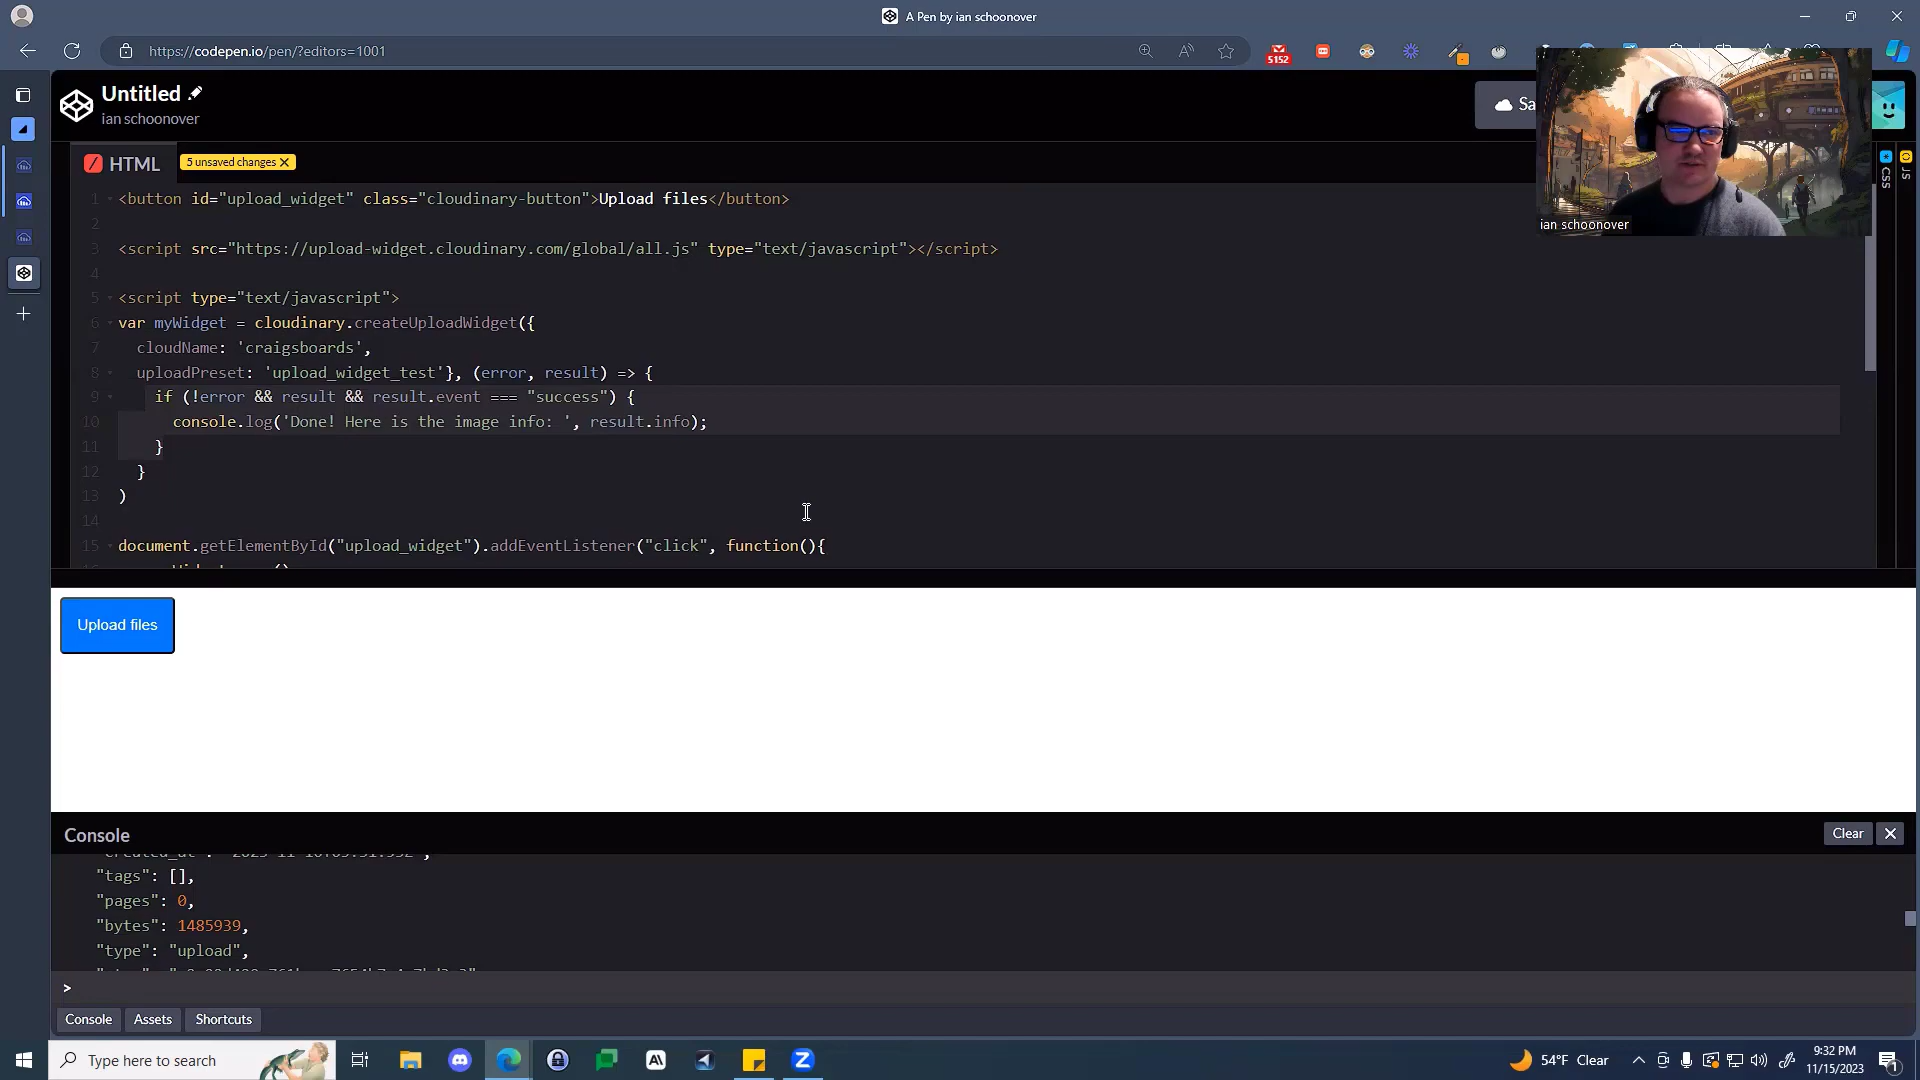 A Pen by ian schoonover
https://codepen.io/pen/?editors=1001
5152
Untitled
ian schoonover
Sa
ian schoonover
HTML
5 unsaved changes
CSS
JS
1 <button id="upload_widget" class="cloudinary-button">Upload files</button>
2
3 <script src="https://upload-widget.cloudinary.com/global/all.js" type="text/javascript"></script>
4
5 <script type="text/javascript">
6 var myWidget = cloudinary.createUploadWidget({
7 cloudName: 'craigsboards',
8 uploadPreset: 'upload_widget_test'}, (error, result) => {
9 if (!error && result && result.event === "success") {
10 console.log('Done! Here is the image info: ', result.info);
11 }
12 }
13 )
14
15 document.getElementById("upload_widget").addEventListener("click", function(){
Upload files
Console
Clear
"tags": [],
"pages": 0,
"bytes": 1485939,
"type": "upload",
>
Console
Assets
Shortcuts
Type here to search
54°F Clear
9:32 PM
11/15/2023
1